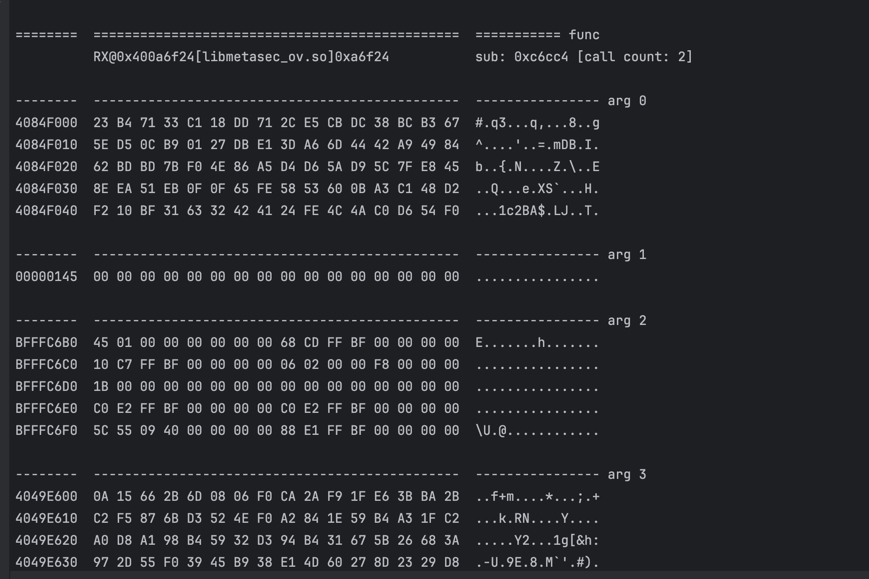 ========  ===============================================  =========== func
RX@0x400a6f24[libmetasec_ov.so]0xa6f24  sub: 0xc6cc4 [call count: 2]
--------  -----------------------------------------------  ---------------- arg 0
4084F000  23 B4 71 33 C1 18 DD 71 2C E5 CB DC 38 BC B3 67  #.q3...q,...8..g
4084F010  5E D5 0C B9 01 27 DB E1 3D A6 6D 44 42 A9 49 84  ^....'..=.mDB.I.
4084F020  62 BD BD 7B F0 4E 86 A5 D4 D6 5A D9 5C 7F E8 45  b..{.N....Z.\..E
4084F030  8E EA 51 EB 0F 0F 65 FE 58 53 60 0B A3 C1 48 D2  ..Q...e.XS`...H.
4084F040  F2 10 BF 31 63 32 42 41 24 FE 4C 4A C0 D6 54 F0  ...1c2BA$.LJ..T.
--------  -----------------------------------------------  ---------------- arg 1
00000145  00 00 00 00 00 00 00 00 00 00 00 00 00 00 00 00  ................
--------  -----------------------------------------------  ---------------- arg 2
BFFFC6B0  45 01 00 00 00 00 00 00 68 CD FF BF 00 00 00 00  E.......h.......
BFFFC6C0  10 C7 FF BF 00 00 00 00 06 02 00 00 F8 00 00 00  ................
BFFFC6D0  1B 00 00 00 00 00 00 00 00 00 00 00 00 00 00 00  ................
BFFFC6E0  C0 E2 FF BF 00 00 00 00 C0 E2 FF BF 00 00 00 00  ................
BFFFC6F0  5C 55 09 40 00 00 00 00 88 E1 FF BF 00 00 00 00  \U.@............
--------  -----------------------------------------------  ---------------- arg 3
4049E600  0A 15 66 2B 6D 08 06 F0 CA 2A F9 1F E6 3B BA 2B  ..f+m....*...;.+
4049E610  C2 F5 87 6B D3 52 4E F0 A2 84 1E 59 B4 A3 1F C2  ...k.RN....Y....
4049E620  A0 D8 A1 98 B4 59 32 D3 94 B4 31 67 5B 26 68 3A  .....Y2...1g[&h:
4049E630  97 2D 55 F0 39 45 B9 38 E1 4D 60 27 8D 23 29 D8  .-U.9E.8.M`'.#).